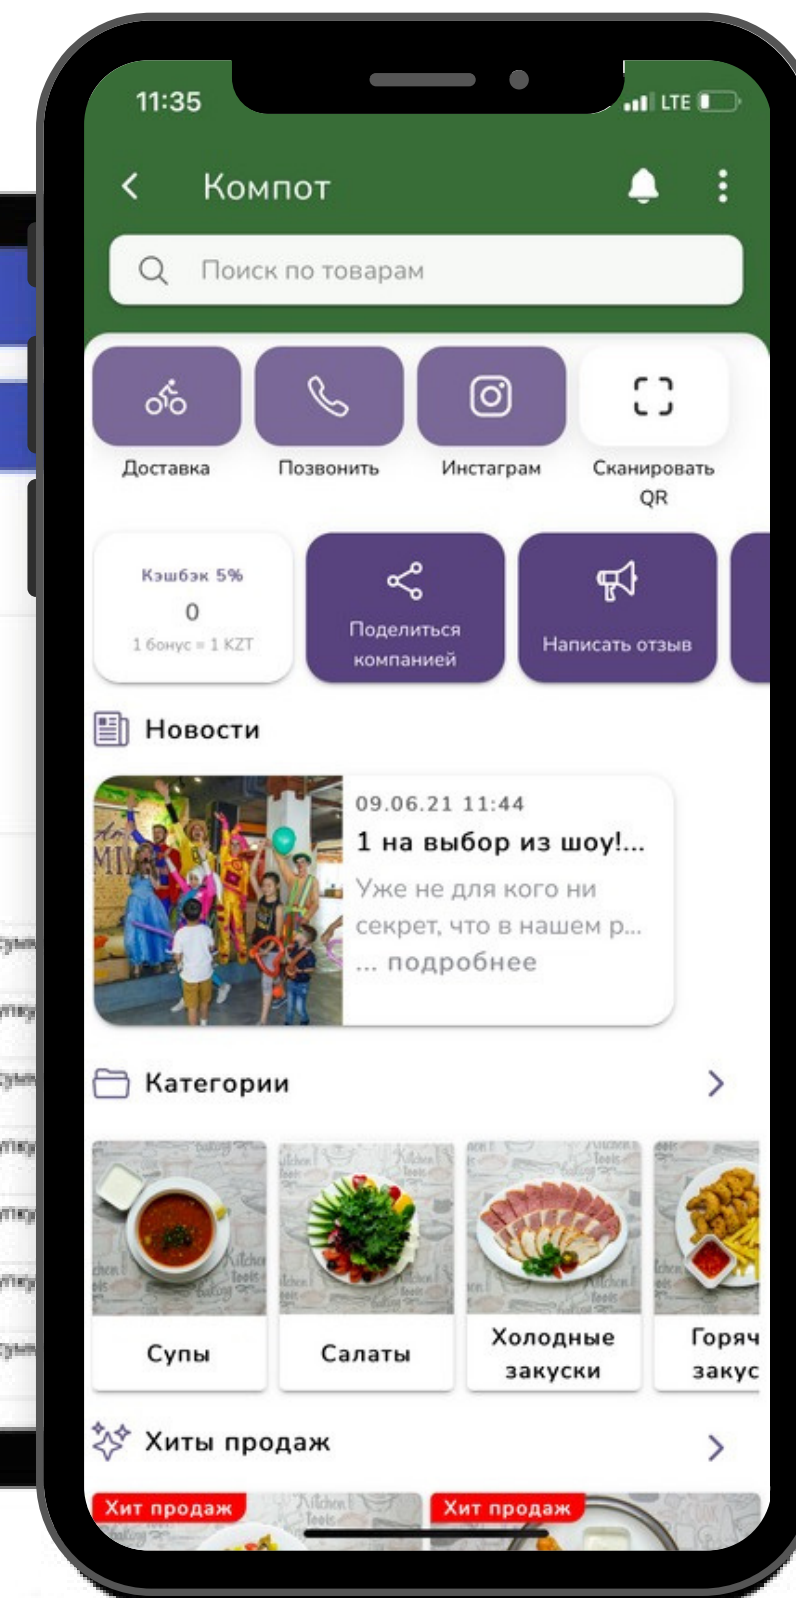 11:35
LTE
Компот
Поиск по товарам
Доставка
Позвонить
Инстаграм
Сканировать
QR
Кэшбэк 5%
0
1 бонус = 1 KZT
Поделиться
компанией
Написать отзыв
Новости
09.06.21 11:44
1 на выбор из шоу!...
Уже не для кого ни
секрет, что в нашем р...
... подробнее
Категории
Супы
Салаты
Холодные
закуски
Горяч
закус
Хиты продаж
Хит продаж
Хит продаж